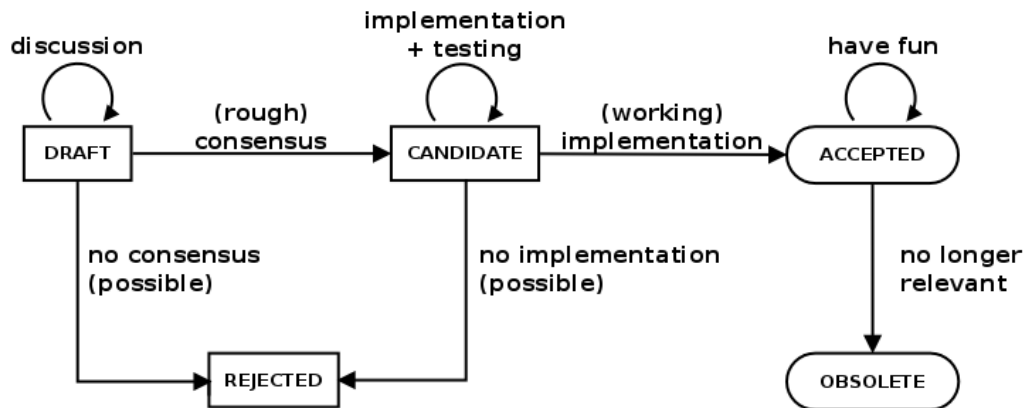 discussion
implementation
+ testing
have fun
(rough)
consensus
(working)
implementation
DRAFT
CANDIDATE
ACCEPTED
no consensus
(possible)
no implementation
(possible)
no longer
relevant
REJECTED
OBSOLETE